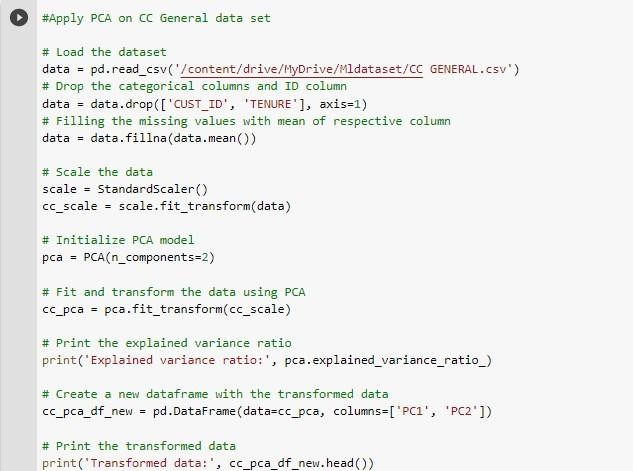 #Apply PCA on CC General data set
# Load the dataset
data = pd.read_csv('/content/drive/MyDrive/Mldataset/CC GENERAL.csv')
# Drop the categorical columns and ID column
data = data.drop(['CUST_ID', 'TENURE'], axis=1)
# Filling the missing values with mean of respective column
data = data.fillna(data.mean())
# Scale the data
scale = StandardScaler()
cc_scale = scale.fit_transform(data)
# Initialize PCA model
pca = PCA(n_components=2)
# Fit and transform the data using PCA
cc_pca = pca.fit_transform(cc_scale)
# Print the explained variance ratio
print('Explained variance ratio:', pca.explained_variance_ratio_)
# Create a new dataframe with the transformed data
cc_pca_df_new = pd.DataFrame(data=cc_pca, columns=['PC1', 'PC2'])
# Print the transformed data
print('Transformed data:', cc_pca_df_new.head())